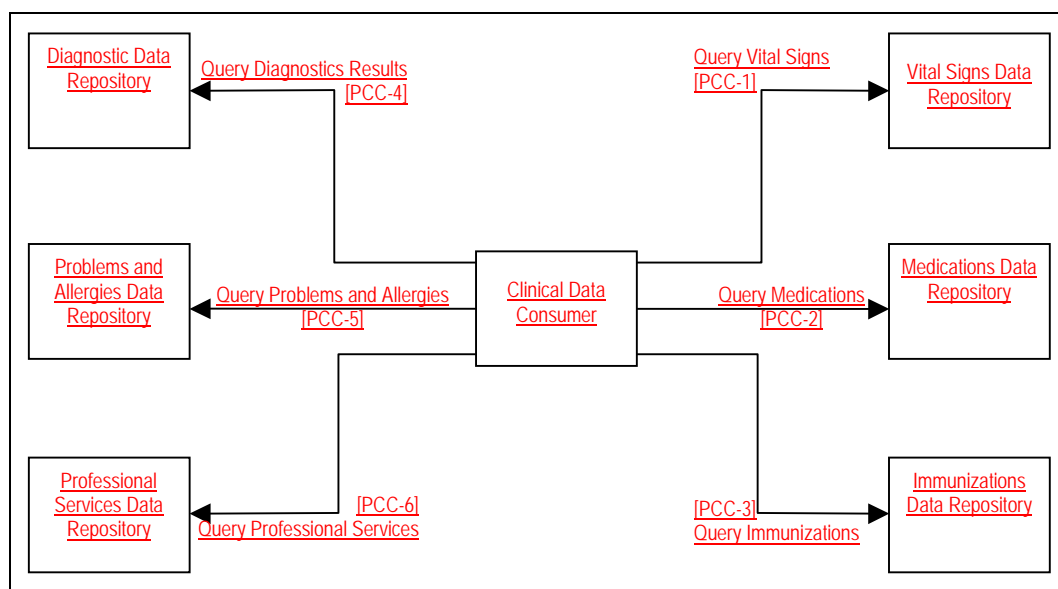 Diagnostic Data
Repository
Query Diagnostics Results
[PCC-4]
Query Vital Signs
[PCC-1]
Vital Signs Data
Repository
Problems and
Allergies Data
Repository
Query Problems and Allergies
[PCC-5]
Clinical Data
Consumer
Query Medications
[PCC-2]
Medications Data
Repository
Professional
Services Data
Repository
[PCC-6]
Query Professional Services
[PCC-3]
Query Immunizations
Immunizations
Data Repository